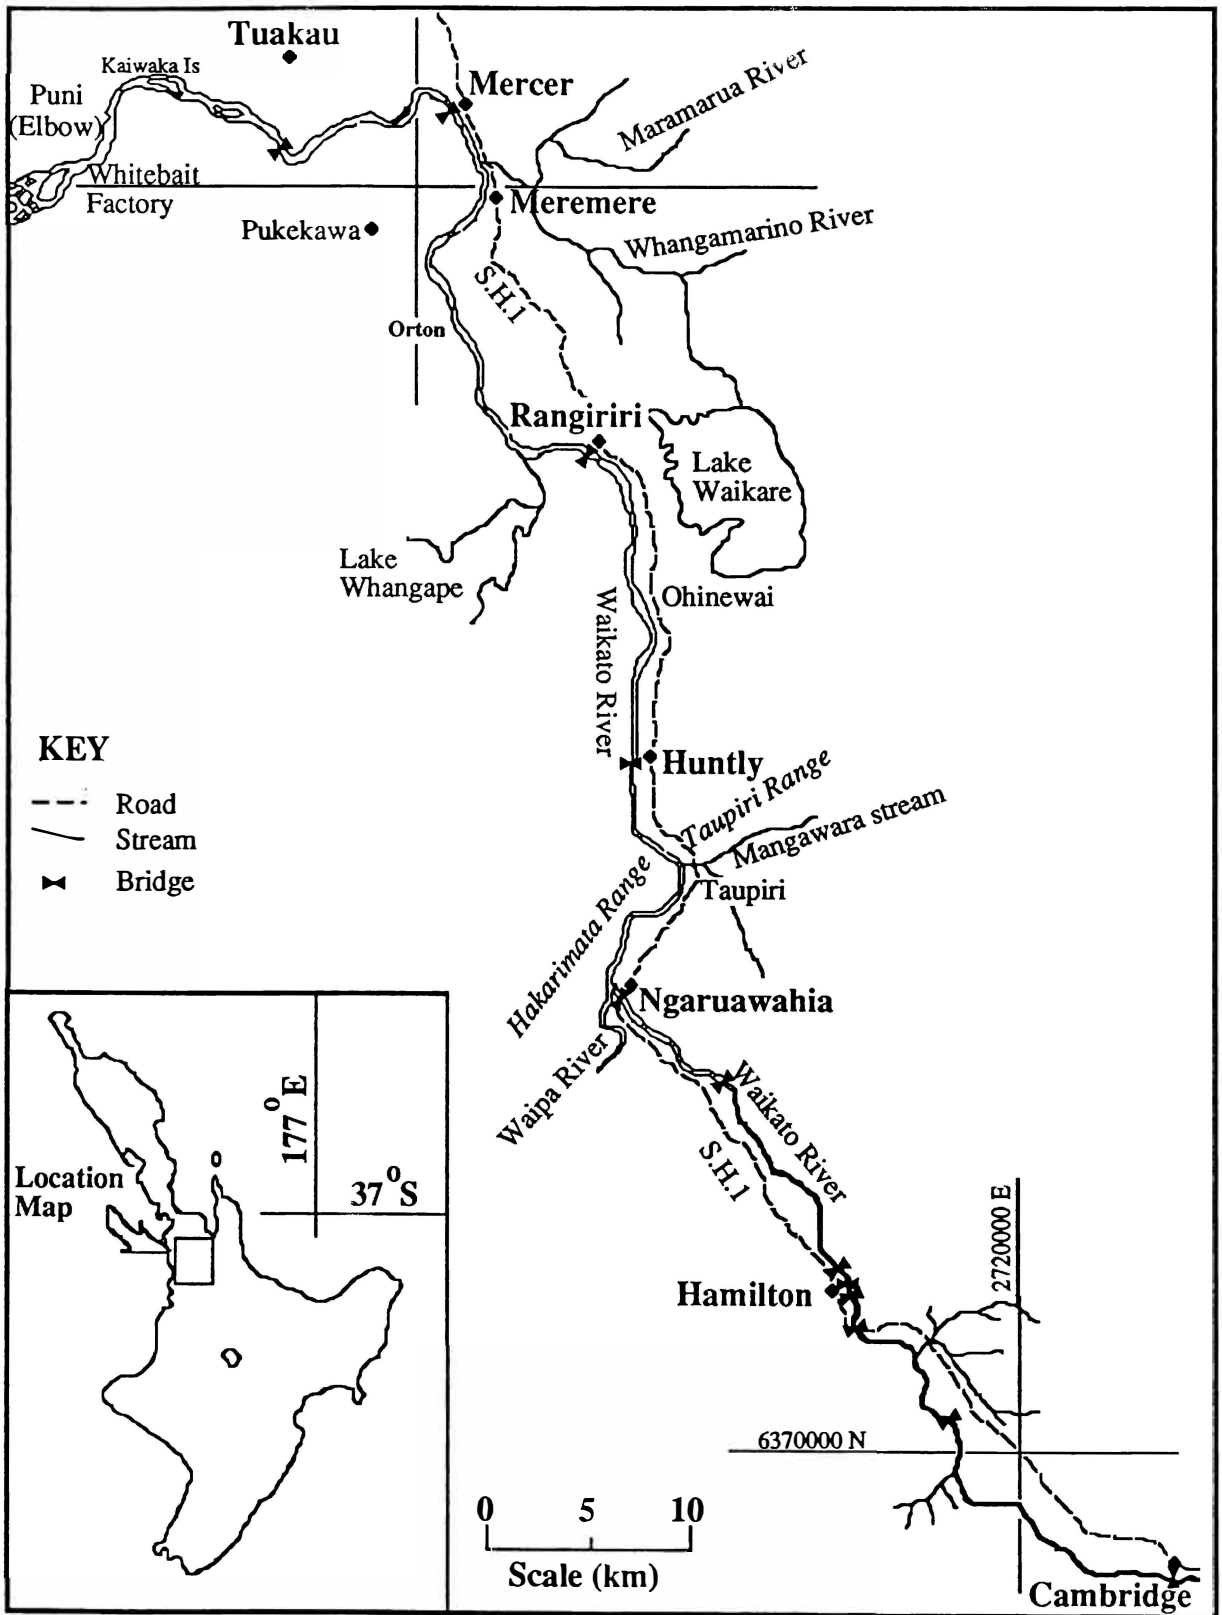 Tuakau
Kaiwaka Is
Mercer
Puni
(Elbow)
Maramarua River
Whitebait
Factory
Meremere
Pukekawa
Whangamarino River
S.H.1
Orton
Rangiriri
Lake
Waikare
Lake
Whangape
Ohinewai
Waikato River
KEY
Road
Stream
Bridge
Huntly
Taupiri Range
Mangawara stream
Taupiri
Hakarimata Range
Ngaruawahia
Waipa River
Waikato River
S.H.1
177° E
37°S
Location
Map
Hamilton
2720000 E
6370000 N
0 5 10
Scale (km)
Cambridge